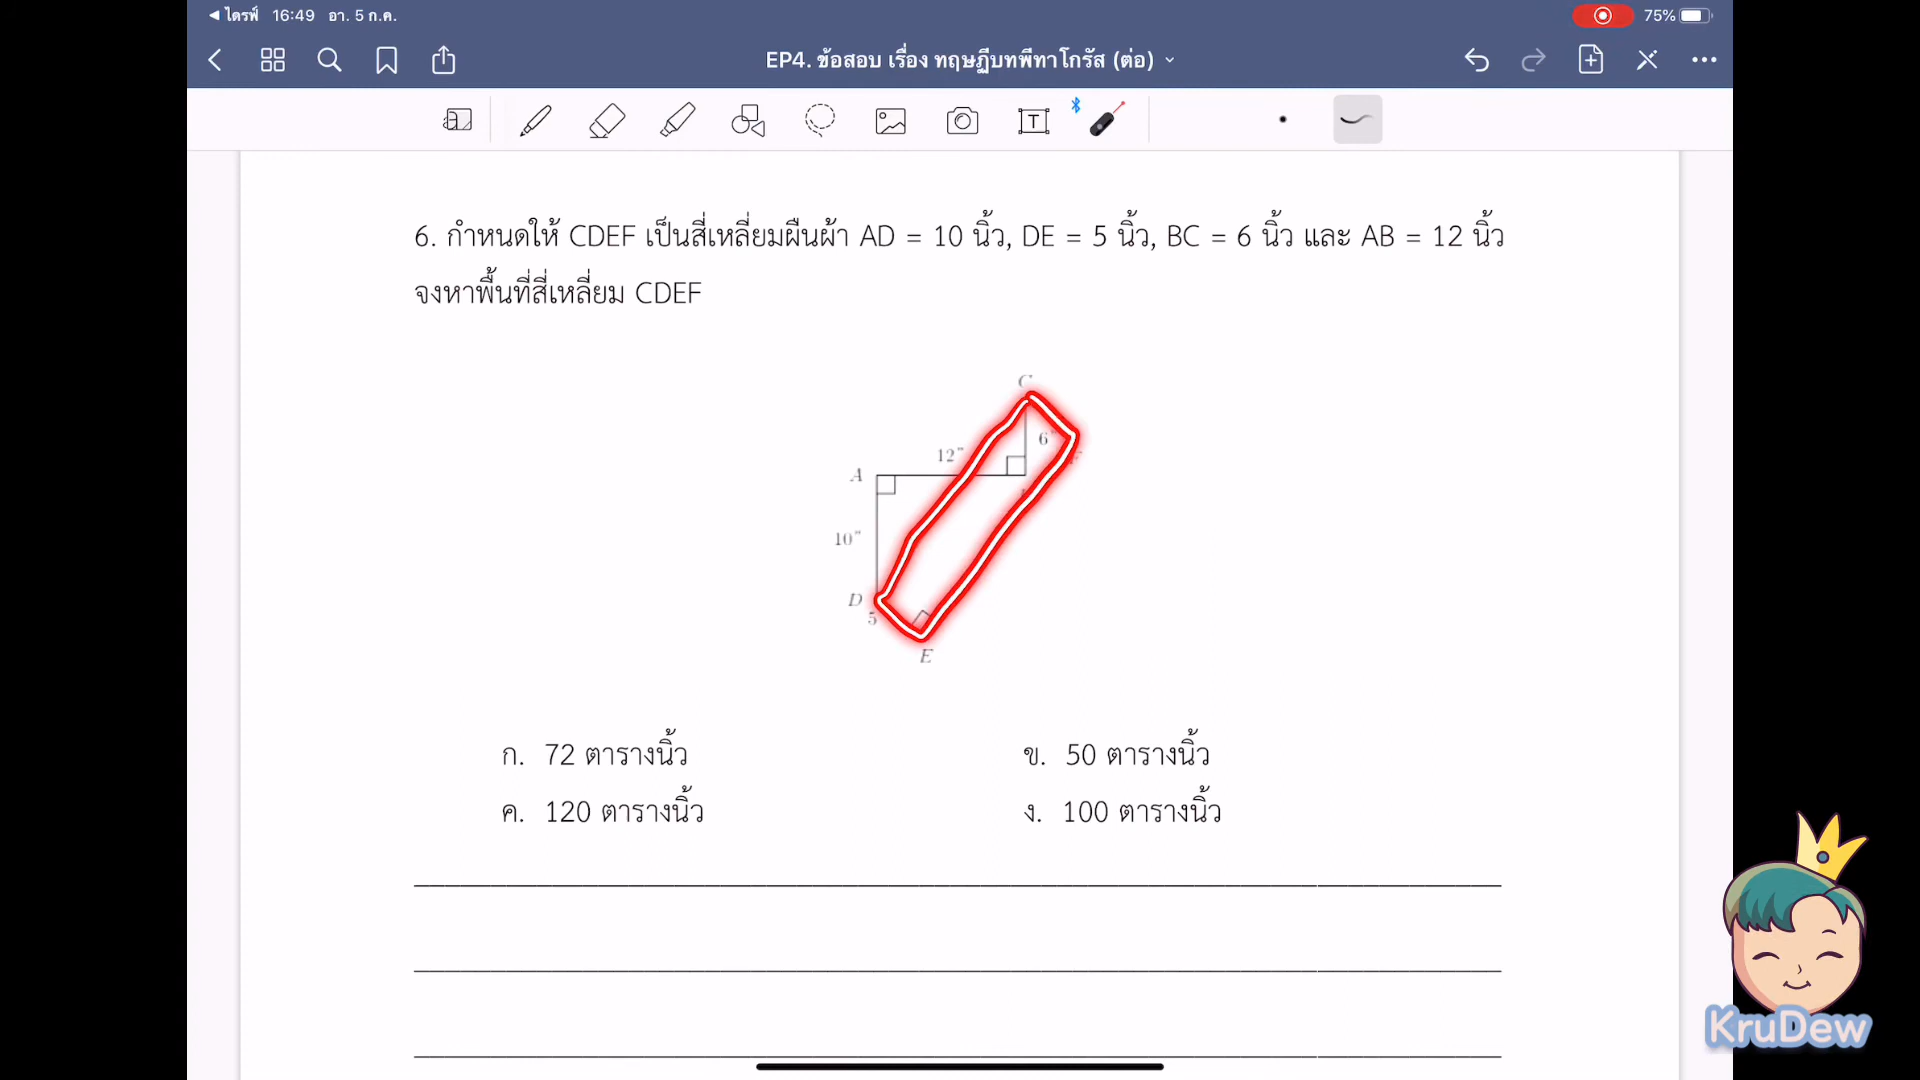 ◀ ไดรฟ์ 16:49 อา. 5 ก.ค. 75%
EP4. ข้อสอบ เรื่อง ทฤษฎีบทพีทาโกรัส (ต่อ)
6. กำหนดให้ CDEF เป็นสี่เหลี่ยมผืนผ้า AD = 10 นิ้ว, DE = 5 นิ้ว, BC = 6 นิ้ว และ AB = 12 นิ้ว
จงหาพื้นที่สี่เหลี่ยม CDEF
C
6"
12"
A
10"
D
5
E
ก. 72 ตารางนิ้ว ข. 50 ตารางนิ้ว
ค. 120 ตารางนิ้ว ง. 100 ตารางนิ้ว
KruDew